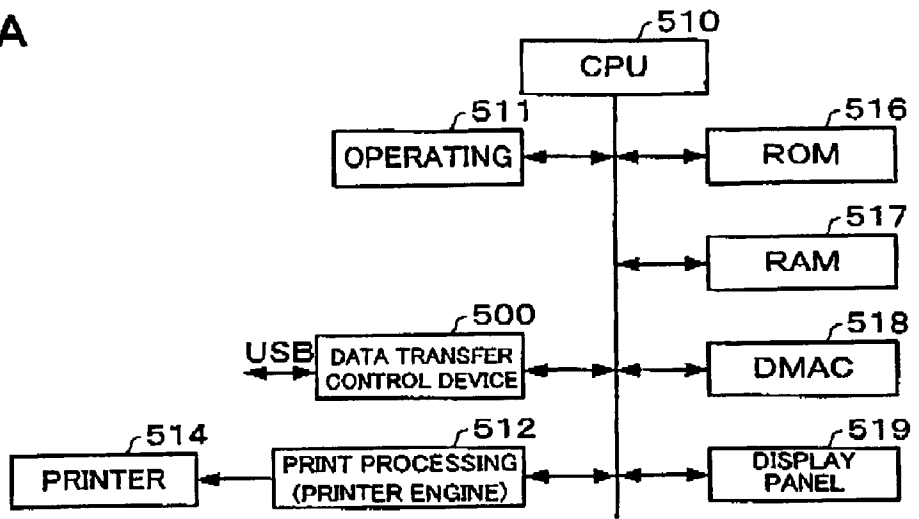 A
510
CPU
511
OPERATING
516
ROM
517
RAM
500
USB
DATA TRANSFER
CONTROL DEVICE
518
DMAC
514
PRINTER
512
PRINT PROCESSING
(PRINTER ENGINE)
519
DISPLAY
PANEL